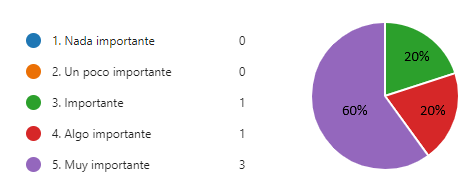 1. Nada importante 0
2. Un poco importante 0
3. Importante 1
4. Algo importante 1
5. Muy importante 3
20%
20%
60%